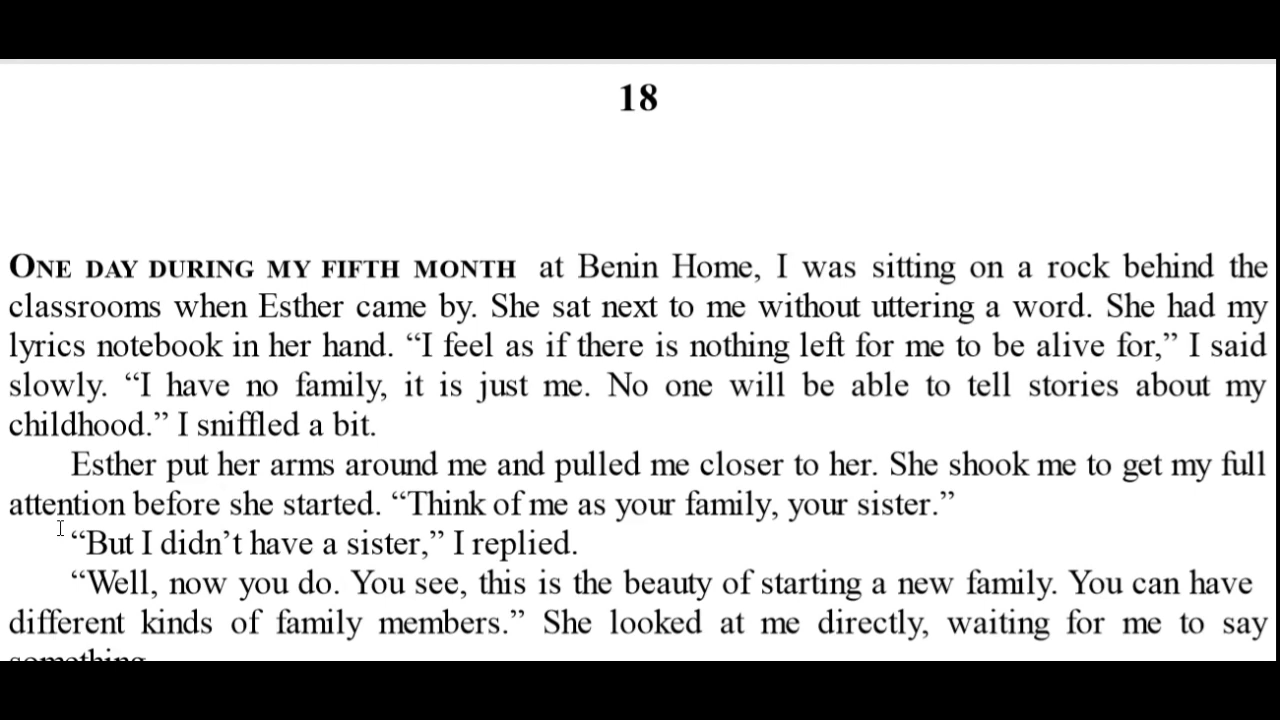 18
ONE DAY DURING MY FIFTH MONTH at Benin Home, I was sitting on a rock behind the
classrooms when Esther came by. She sat next to me without uttering a word. She had my
lyrics notebook in her hand. “I feel as if there is nothing left for me to be alive for,” I said
slowly. “I have no family, it is just me. No one will be able to tell stories about my
childhood.” I sniffled a bit.
Esther put her arms around me and pulled me closer to her. She shook me to get my full
attention before she started. “Think of me as your family, your sister.”
“But I didn’t have a sister,” I replied.
“Well, now you do. You see, this is the beauty of starting a new family. You can have
different kinds of family members.” She looked at me directly, waiting for me to say
something.